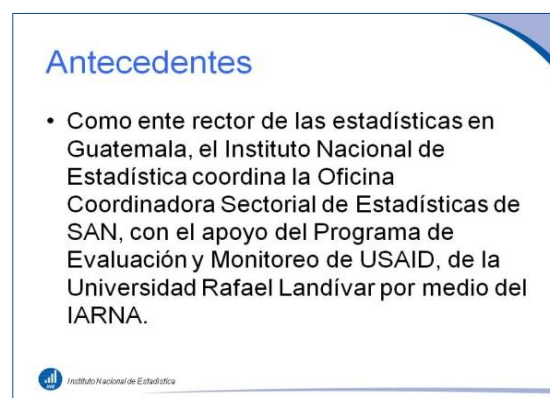 Antecedentes
• Como ente rector de las estadísticas en
Guatemala, el Instituto Nacional de
Estadística coordina la Oficina
Coordinadora Sectorial de Estadísticas de
SAN, con el apoyo del Programa de
Evaluación y Monitoreo de USAID, de la
Universidad Rafael Landívar por medio del
IARNA.
INE
Instituto Nacional de Estadística